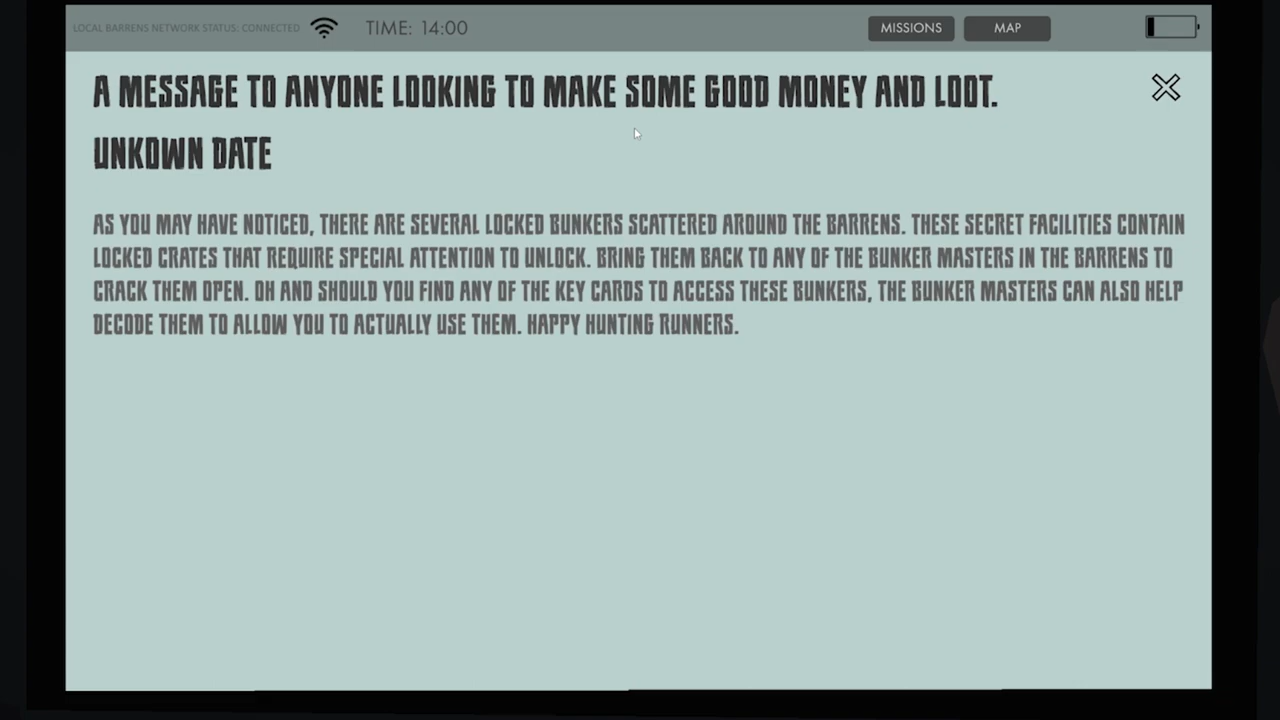 LOCAL BARRENS NETWORK STATUS: CONNECTED TIME: 14:00 MISSIONS MAP
A MESSAGE TO ANYONE LOOKING TO MAKE SOME GOOD MONEY AND LOOT.
UNKOWN DATE
AS YOU MAY HAVE NOTICED, THERE ARE SEVERAL LOCKED BUNKERS SCATTERED AROUND THE BARRENS. THESE SECRET FACILITIES CONTAIN
LOCKED CRATES THAT REQUIRE SPECIAL ATTENTION TO UNLOCK. BRING THEM BACK TO ANY OF THE BUNKER MASTERS IN THE BARRENS TO
CRACK THEM OPEN. OH AND SHOULD YOU FIND ANY OF THE KEY CARDS TO ACCESS THESE BUNKERS, THE BUNKER MASTERS CAN ALSO HELP
DECODE THEM TO ALLOW YOU TO ACTUALLY USE THEM. HAPPY HUNTING RUNNERS.